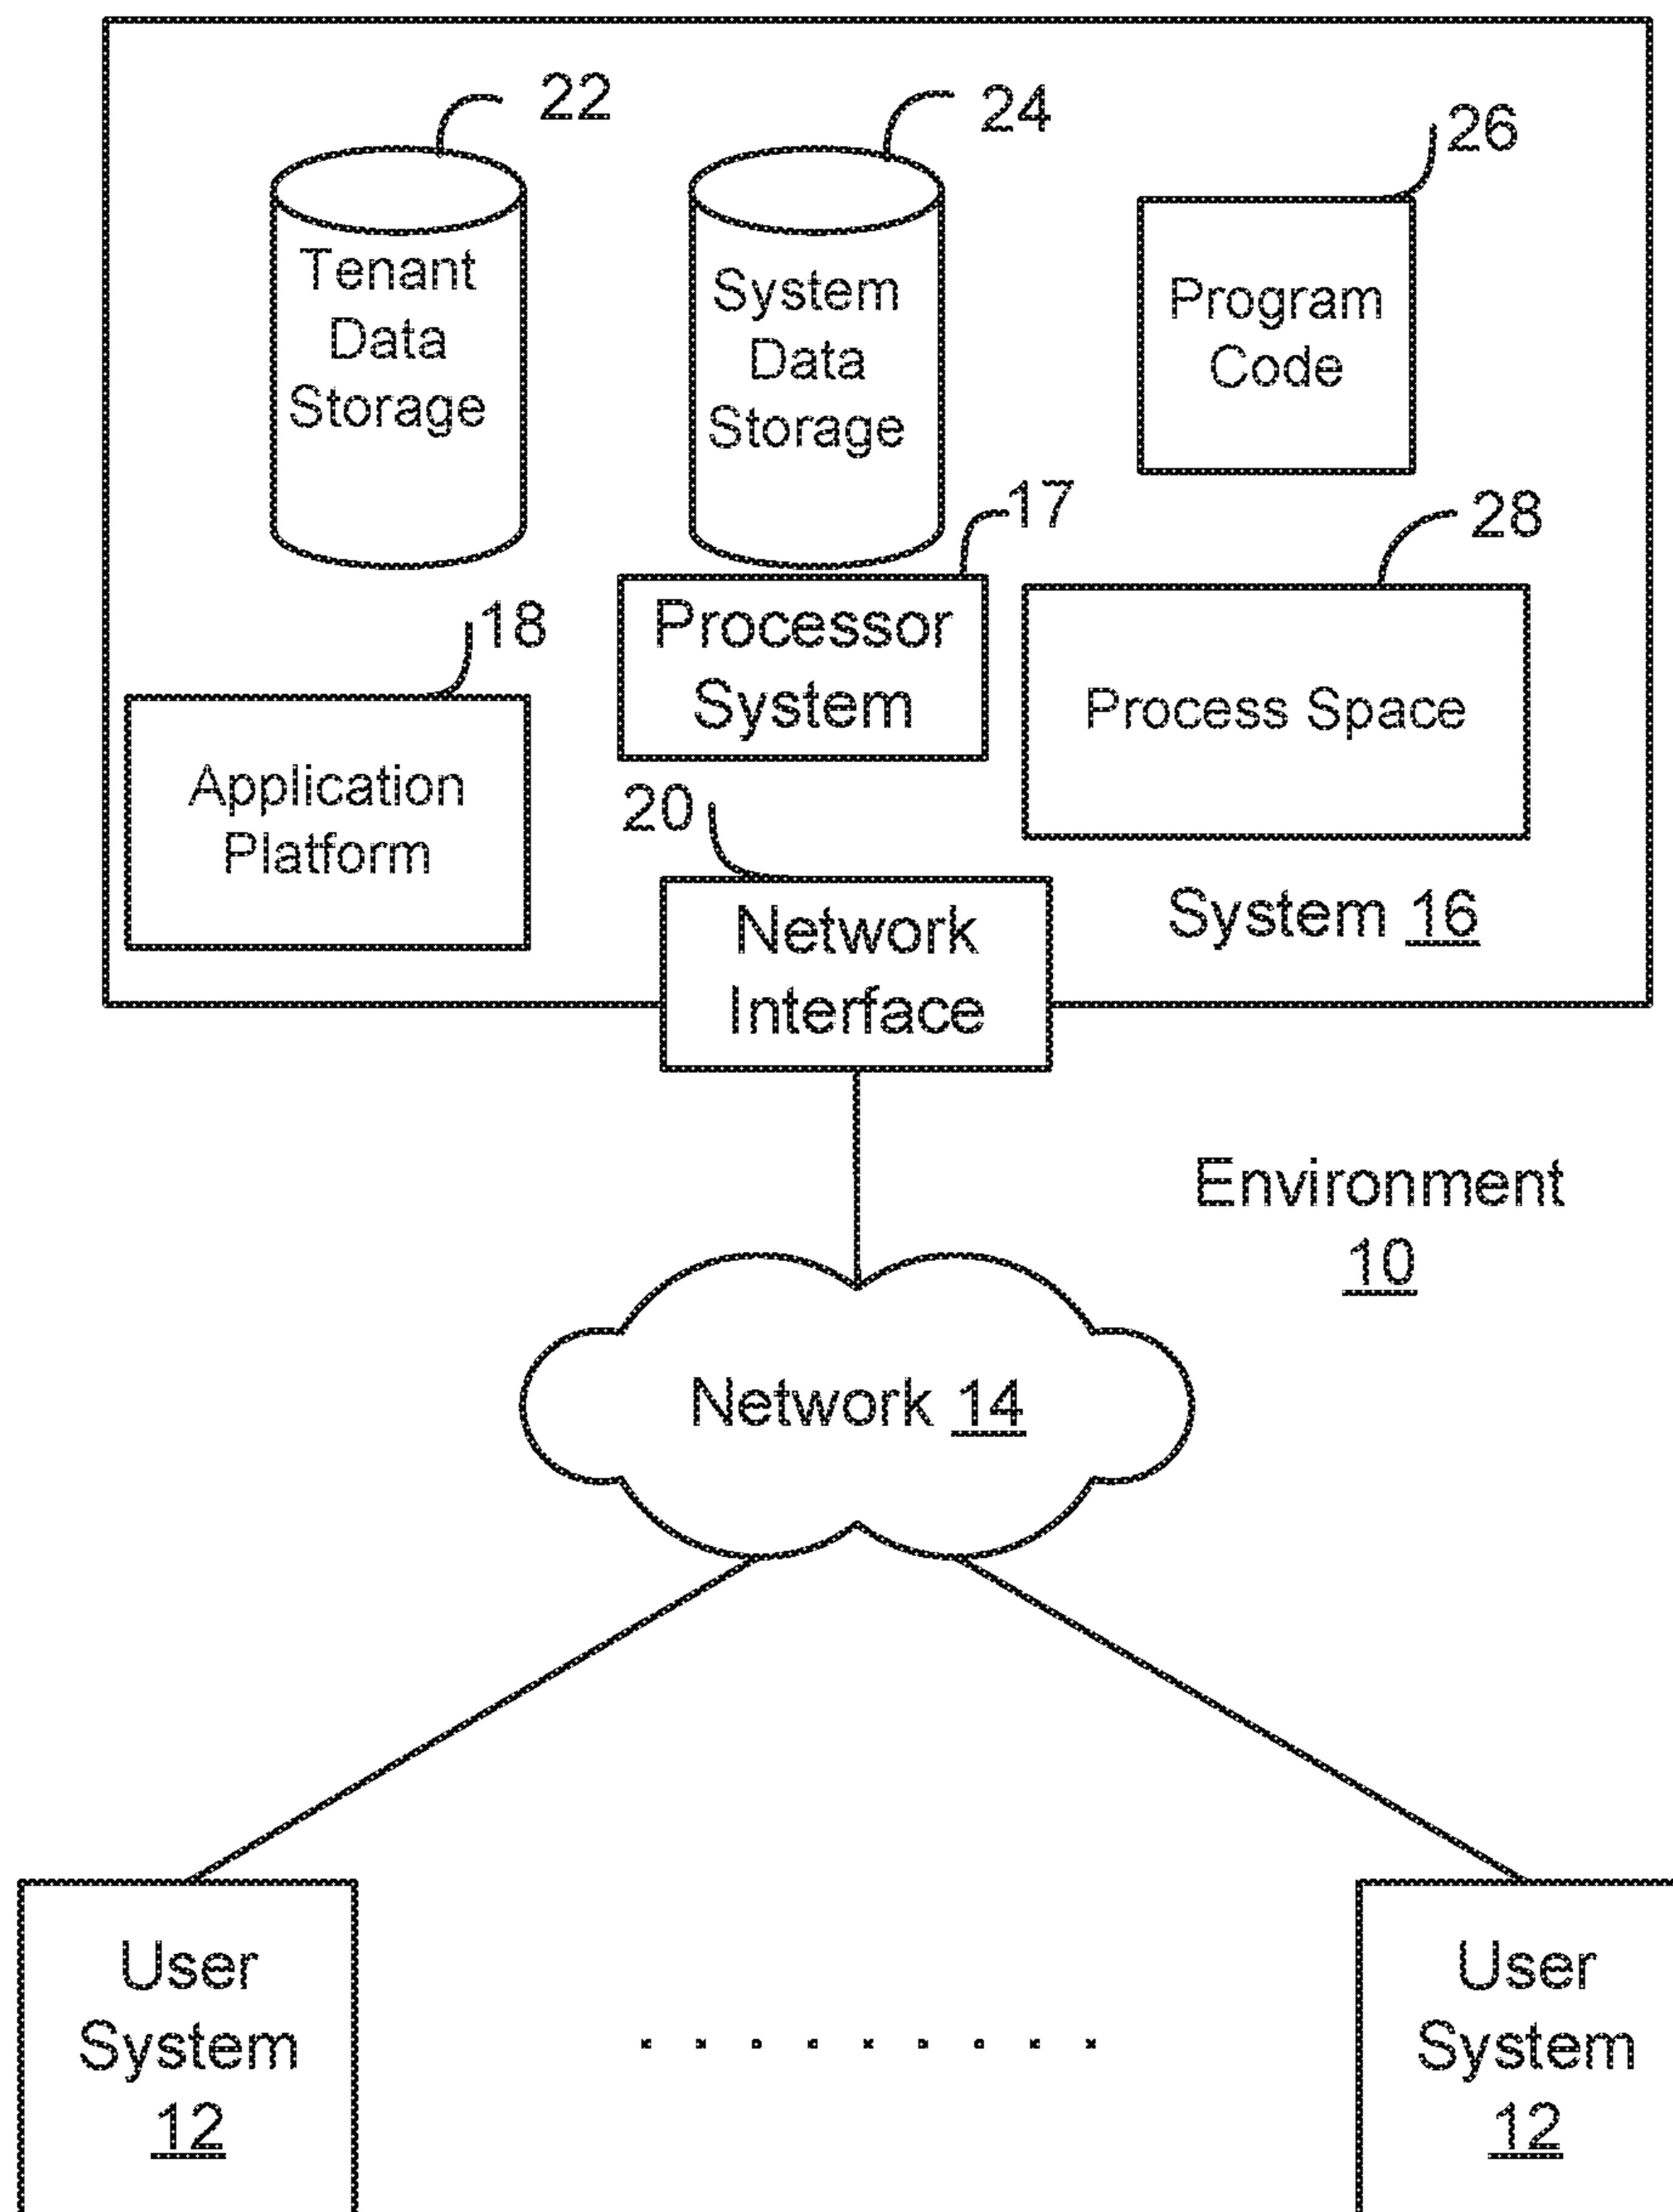 22
24
26
Tenant
Data
Storage
System
Data
Storage
Program
Code
17
28
18
Processor
System
Process Space
Application
Platform
20
Network
Interface
System 16
Environment
10
Network 14
User
System
12
User
System
12